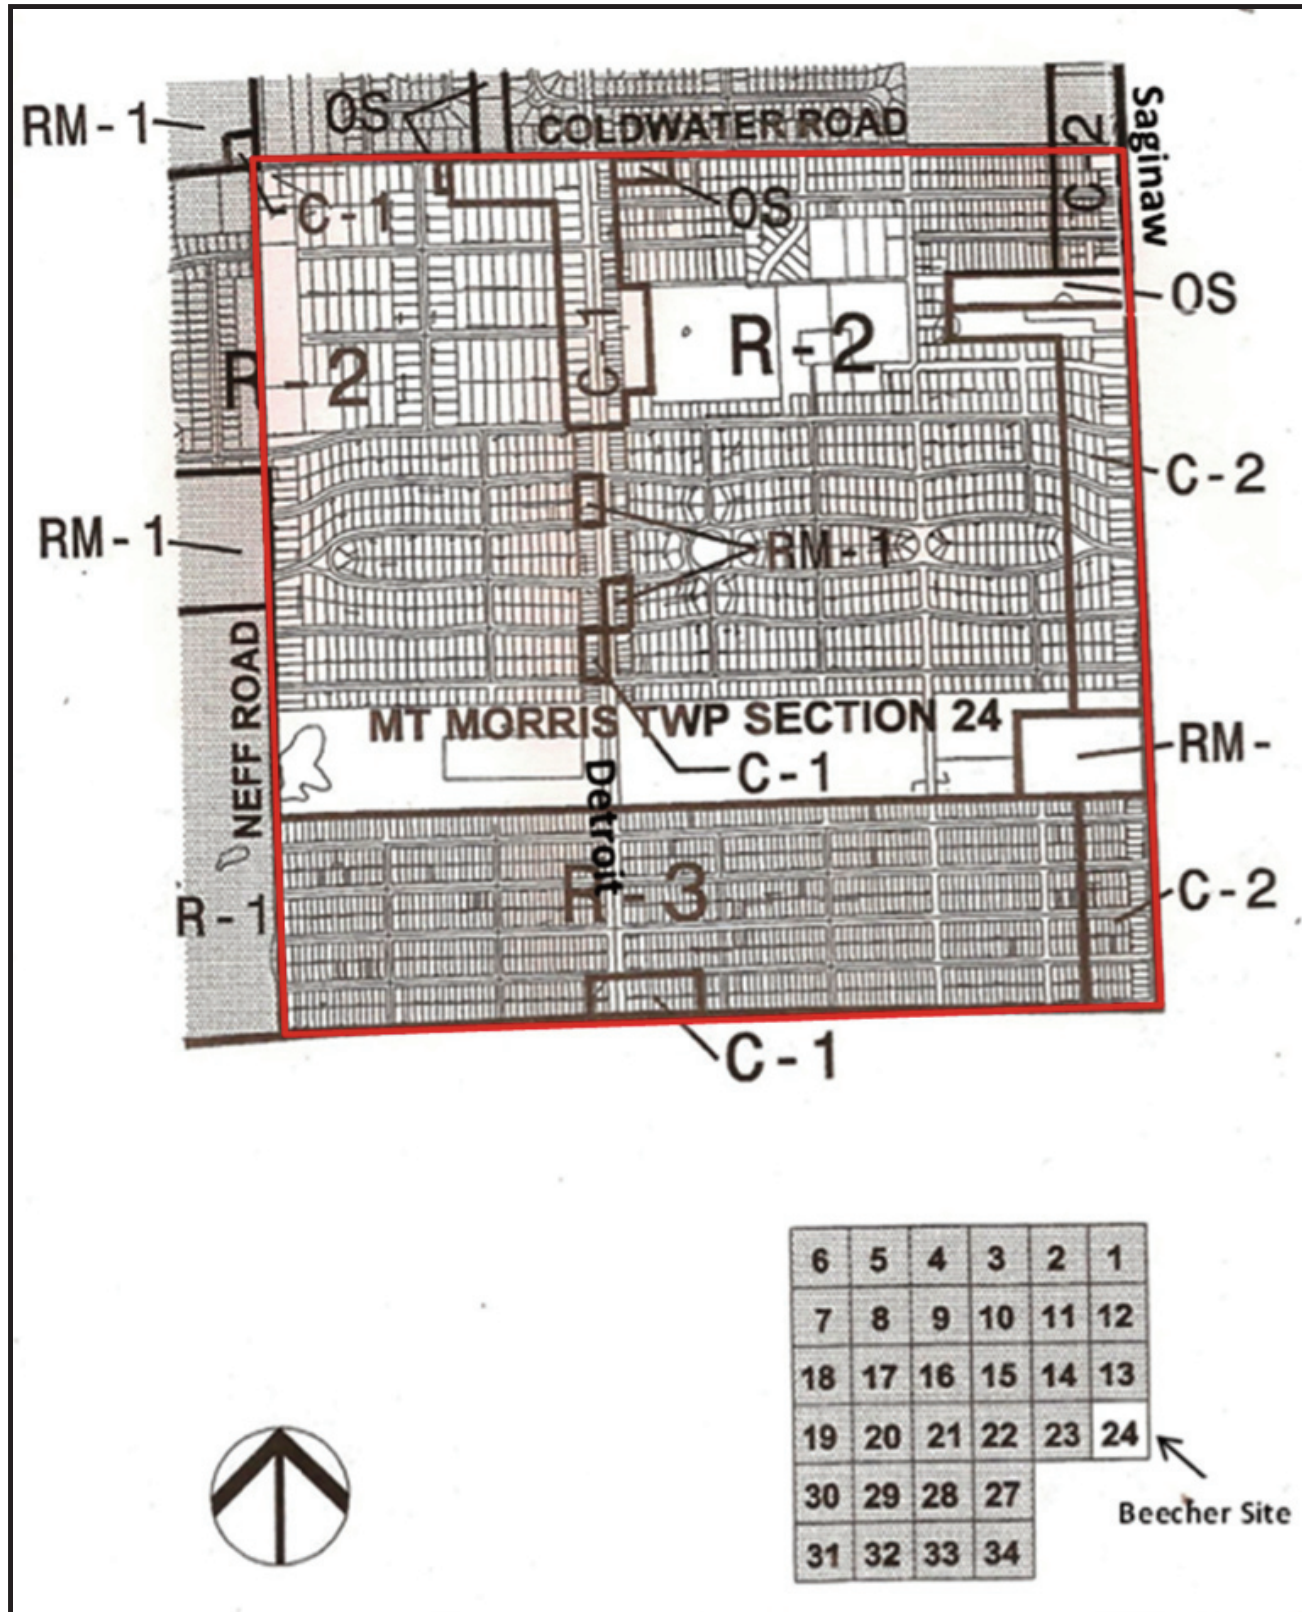 RM-1
OS
COLDWATER ROAD
C-2
Saginaw
C-1
OS
OS
R-2
C-1
R-2
C-2
RM-1
RM-1
NEFF ROAD
MT MORRIS TWP SECTION 24
C-1
RM-
Detroit
R-3
C-2
R-1
C-1
6 5 4 3 2 1
7 8 9 10 11 12
18 17 16 15 14 13
19 20 21 22 23 24
30 29 28 27
31 32 33 34
Beecher Site